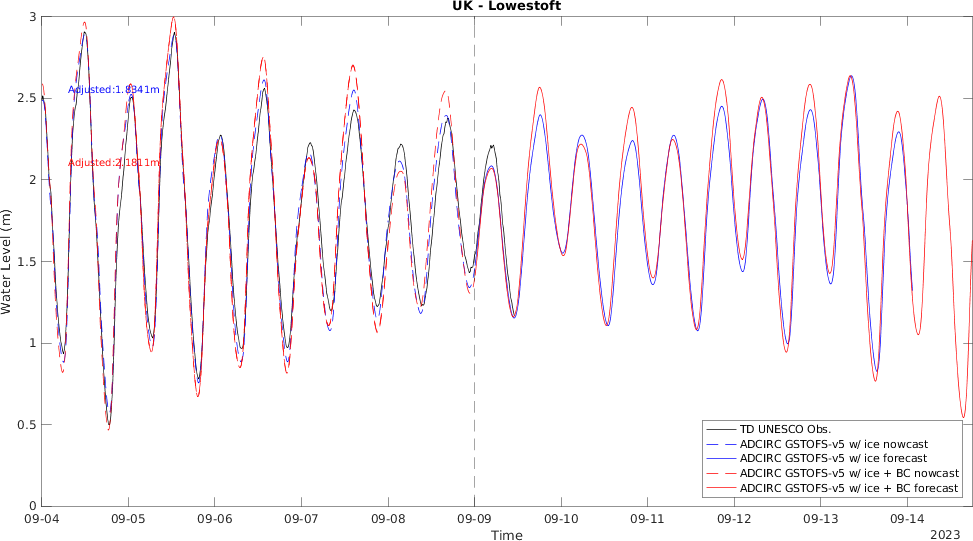 UK - Lowestoft
3
2.5
2
1.5
1
0.5
0
Water Level (m)
Adjusted:1.8341m
Adjusted:2.1811m
TD UNESCO Obs.
ADCIRC GSTOFS-v5 w/ ice nowcast
ADCIRC GSTOFS-v5 w/ ice forecast
ADCIRC GSTOFS-v5 w/ ice + BC nowcast
ADCIRC GSTOFS-v5 w/ ice + BC forecast
09-04 09-05 09-06 09-07 09-08 09-09 09-10 09-11 09-12 09-13 09-14
Time
2023